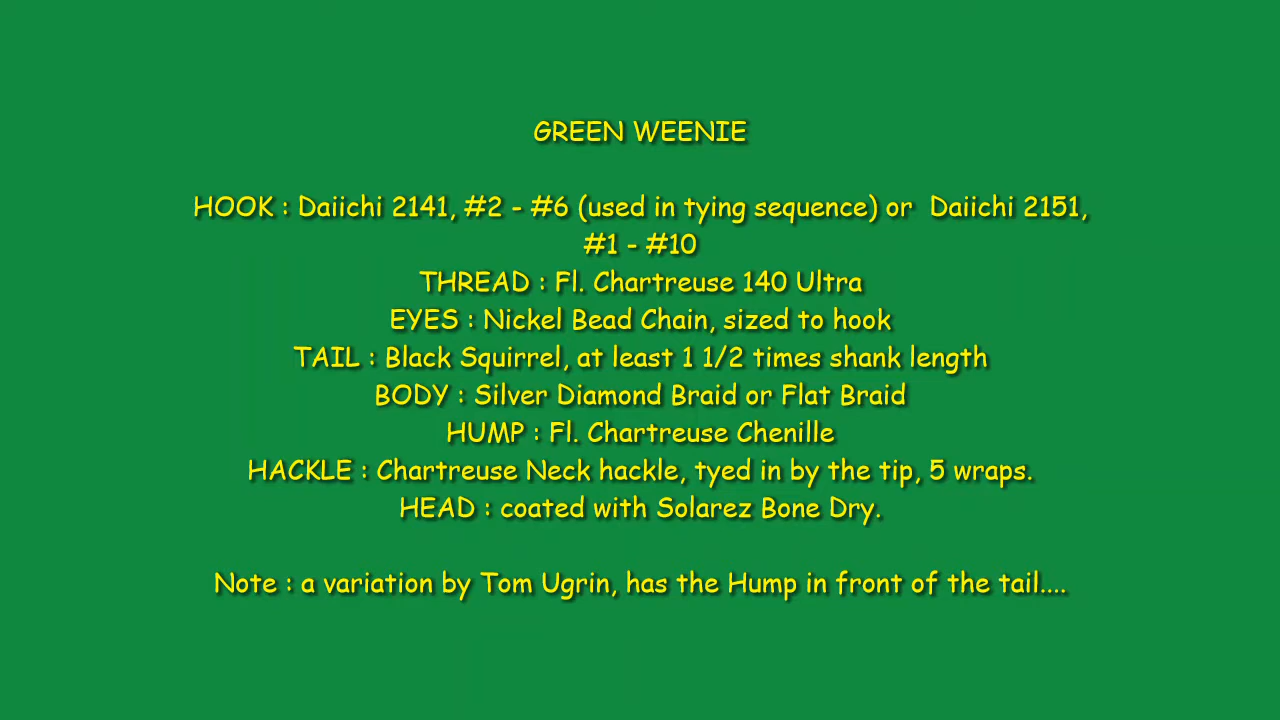 GREEN WEENIE
HOOK : Daiichi 2141, #2 - #6 (used in tying sequence) or  Daiichi 2151,
#1 - #10
THREAD : Fl. Chartreuse 140 Ultra
EYES : Nickel Bead Chain, sized to hook
TAIL : Black Squirrel, at least 1 1/2 times shank length
BODY : Silver Diamond Braid or Flat Braid
HUMP : Fl. Chartreuse Chenille
HACKLE : Chartreuse Neck hackle, tyed in by the tip, 5 wraps.
HEAD : coated with Solarez Bone Dry.
Note : a variation by Tom Ugrin, has the Hump in front of the tail....